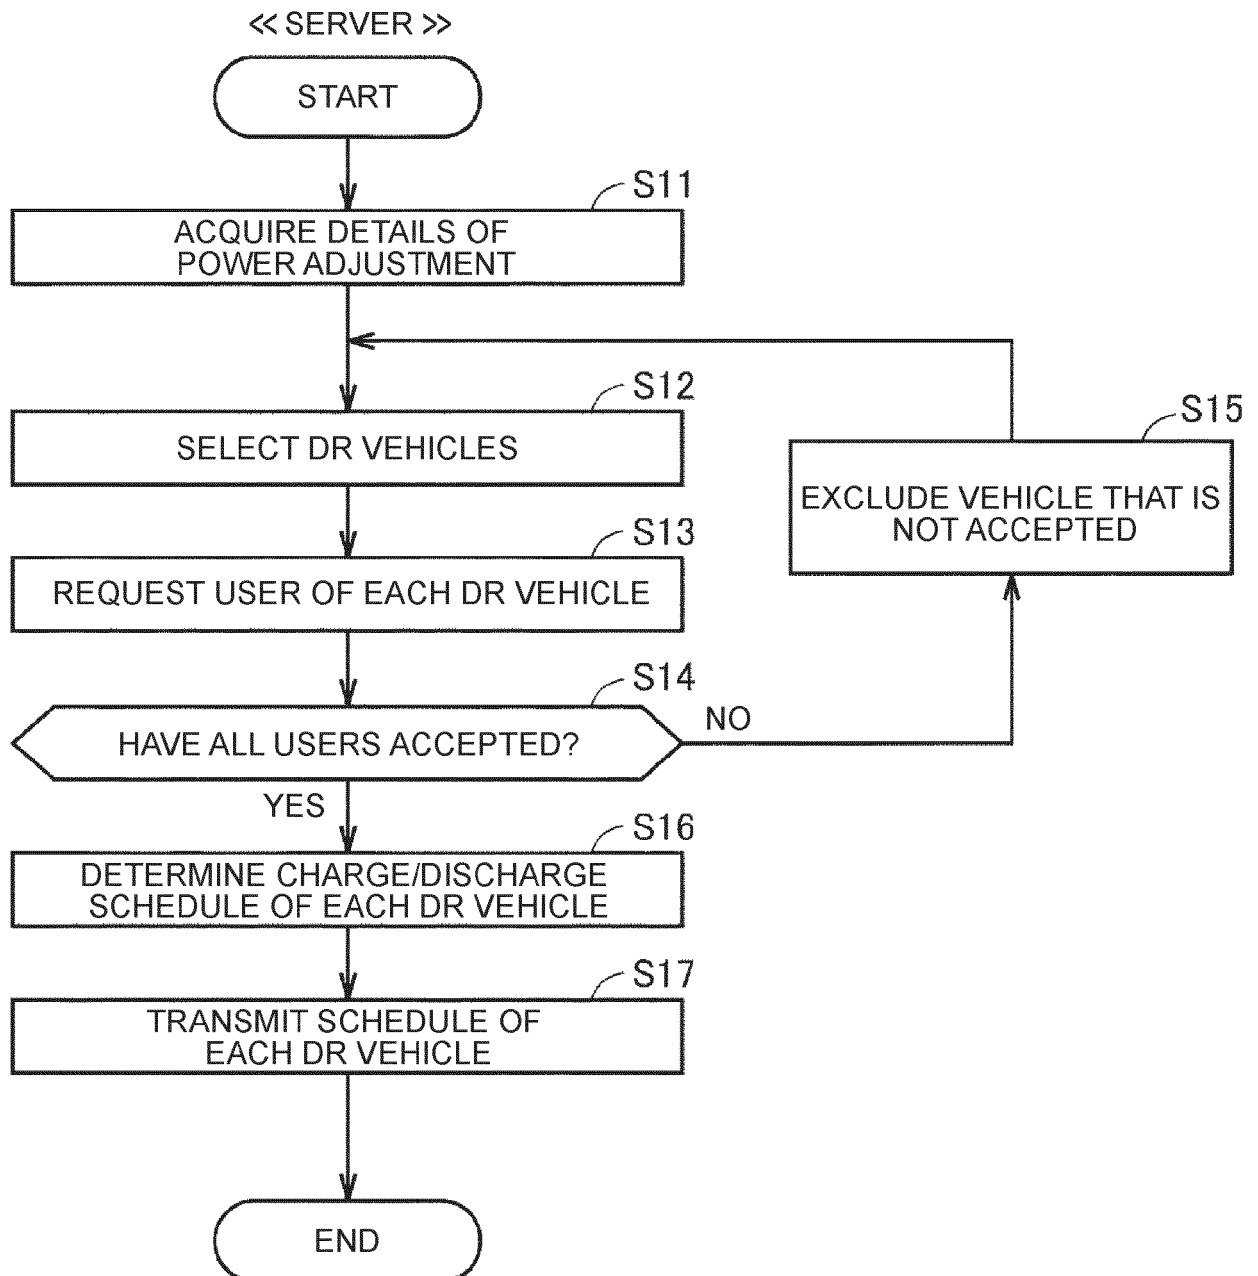 ≪ SERVER ≫
START
S11
ACQUIRE DETAILS OF
POWER ADJUSTMENT
S12
SELECT DR VEHICLES
S15
EXCLUDE VEHICLE THAT IS
NOT ACCEPTED
S13
REQUEST USER OF EACH DR VEHICLE
S14
HAVE ALL USERS ACCEPTED?
NO
YES
S16
DETERMINE CHARGE/DISCHARGE
SCHEDULE OF EACH DR VEHICLE
S17
TRANSMIT SCHEDULE OF
EACH DR VEHICLE
END